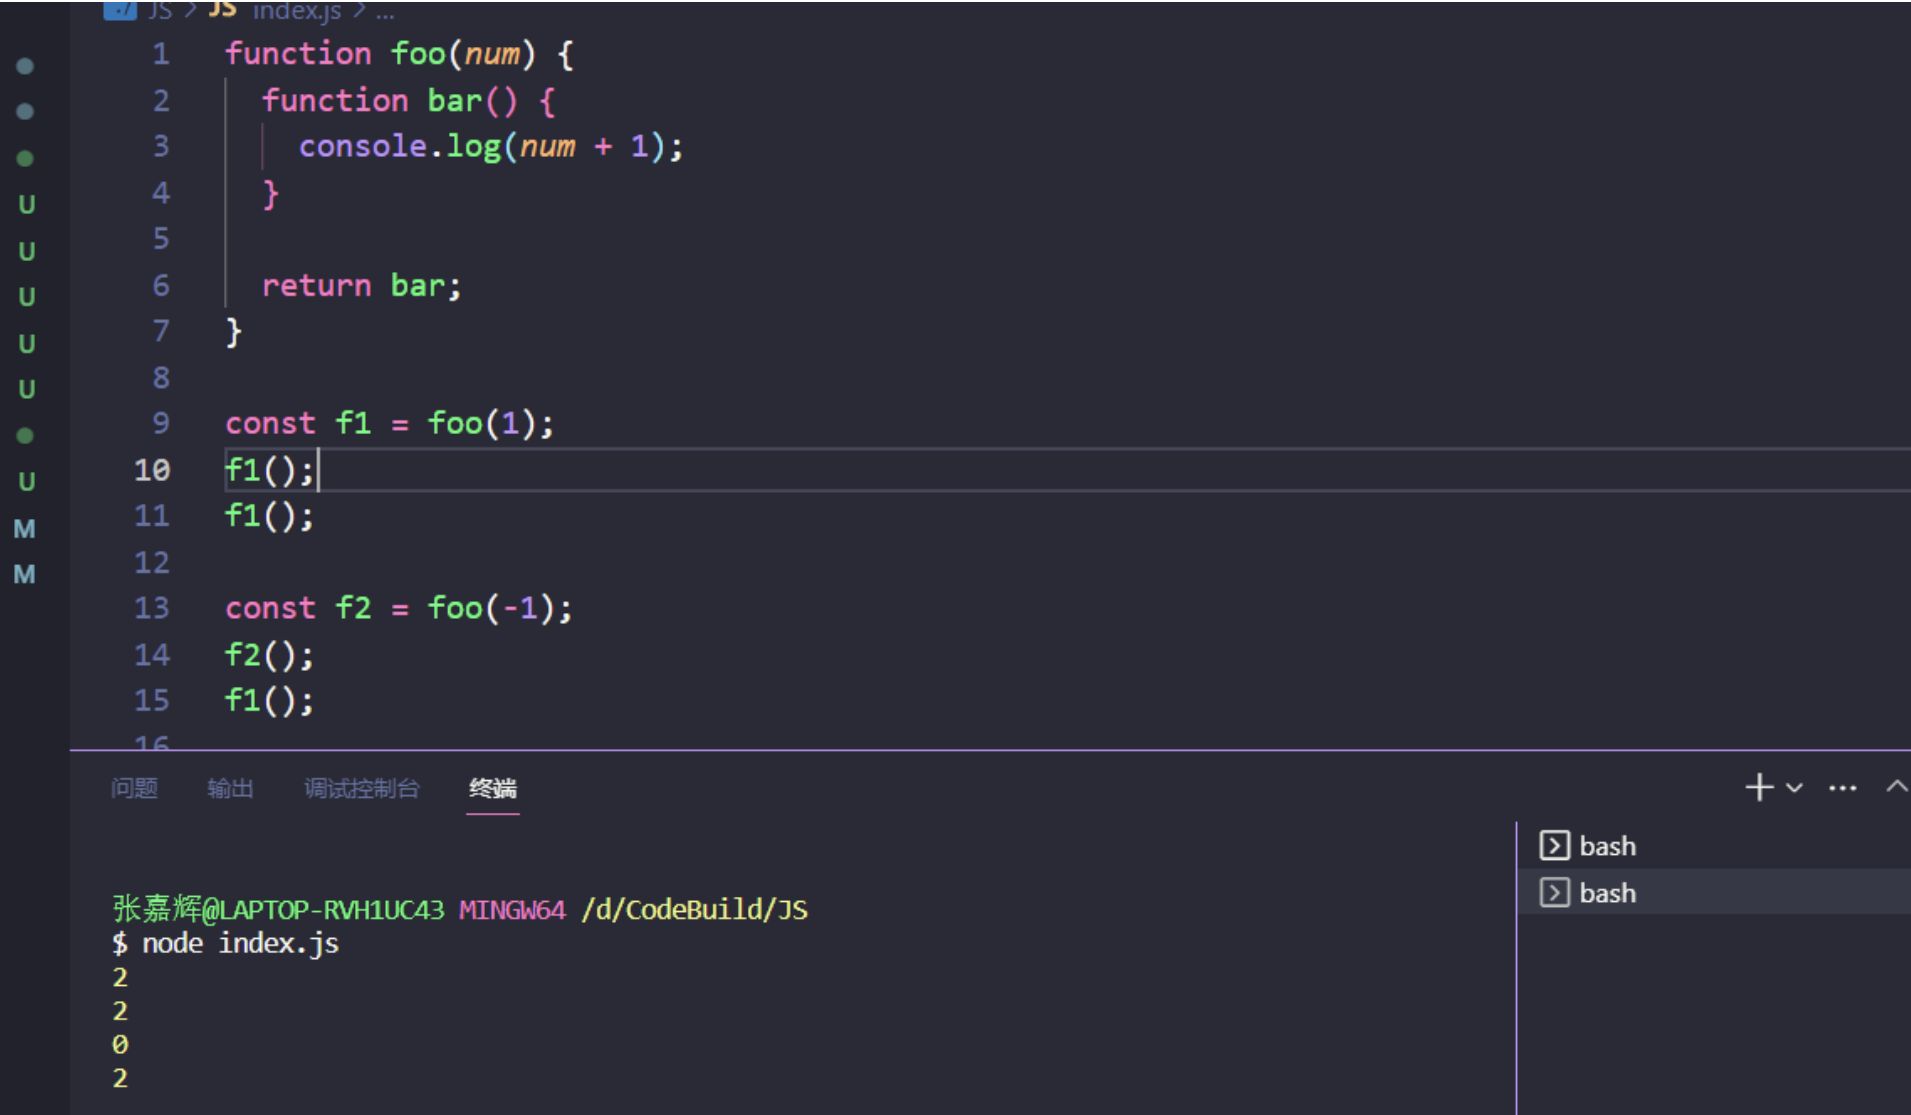 JS > JS index.js > ...
1 function foo(num) {
2   function bar() {
3     console.log(num + 1);
4   }
5
6   return bar;
7 }
8
9 const f1 = foo(1);
10 f1();
11 f1();
12
13 const f2 = foo(-1);
14 f2();
15 f1();
16
U
U
U
U
U
U
M
M
问题 输出 调试控制台 终端
bash
bash
张嘉辉@LAPTOP-RVH1UC43 MINGW64 /d/CodeBuild/JS
$ node index.js
2
2
0
2